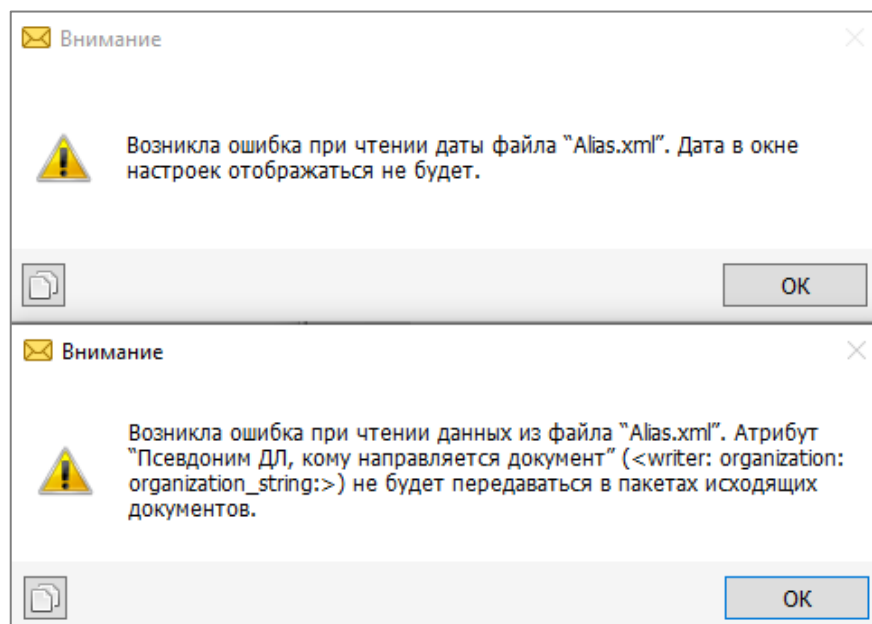 Внимание
Возникла ошибка при чтении даты файла “Alias.xml”. Дата в окне
настроек отображаться не будет.
ОК
Внимание
Возникла ошибка при чтении данных из файла “Alias.xml”. Атрибут
“Псевдоним ДЛ, кому направляется документ” (<writer: organization:
organization_string:>) не будет передаваться в пакетах исходящих
документов.
ОК